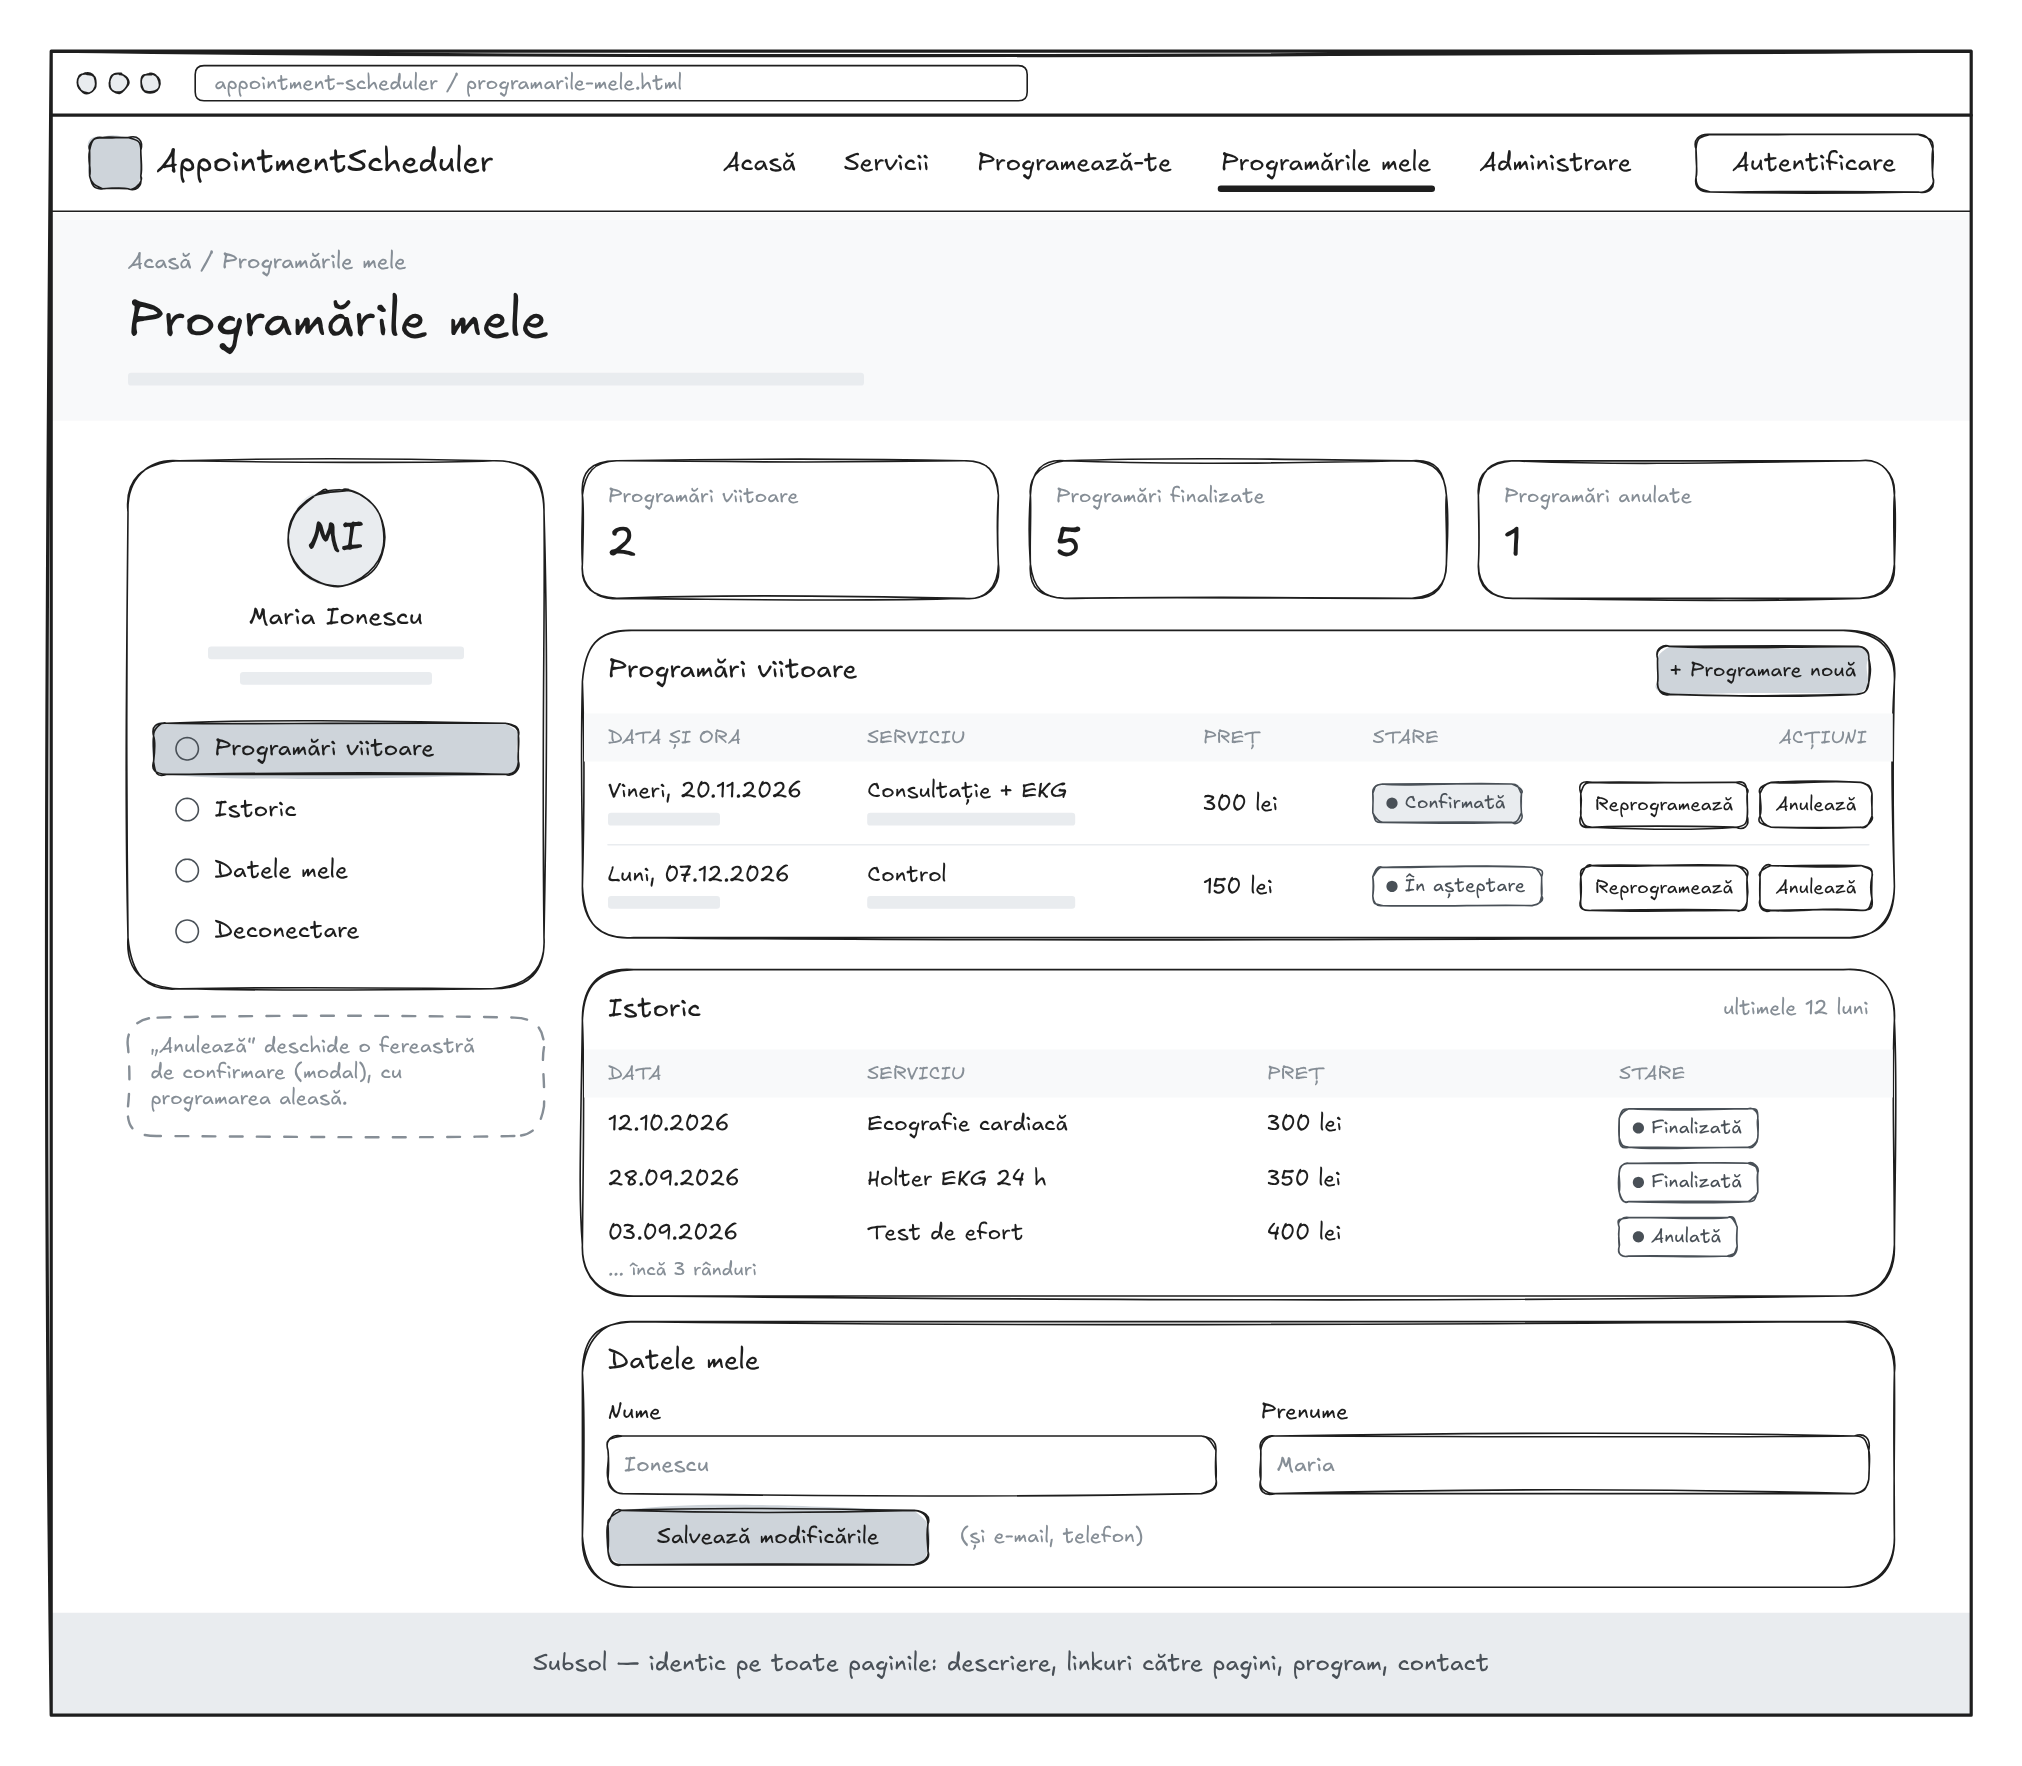 appointment-scheduler / programarile-mele.html
AppointmentScheduler
Acasă
Servicii
Programează-te
Programările mele
Administrare
Autentificare
Acasă / Programările mele
Programările mele
MI
Maria Ionescu
Programări viitoare
Istoric
Datele mele
Deconectare
„Anulează” deschide o fereastră
de confirmare (modal), cu
programarea aleasă.
Programări viitoare
2
Programări finalizate
5
Programări anulate
1
Programări viitoare
+ Programare nouă
DATA ȘI ORA SERVICIU PREȚ STARE ACȚIUNI
Vineri, 20.11.2026 Consultație + EKG 300 lei Confirmată Reprogramează Anulează
Luni, 07.12.2026 Control 150 lei În așteptare Reprogramează Anulează
Istoric
ultimele 12 luni
DATA SERVICIU PREȚ STARE
12.10.2026 Ecografie cardiacă 300 lei Finalizată
28.09.2026 Holter EKG 24 h 350 lei Finalizată
03.09.2026 Test de efort 400 lei Anulată
... încă 3 rânduri
Datele mele
Nume
Ionescu
Prenume
Maria
Salvează modificările
(și e-mail, telefon)
Subsol — identic pe toate paginile: descriere, linkuri către pagini, program, contact